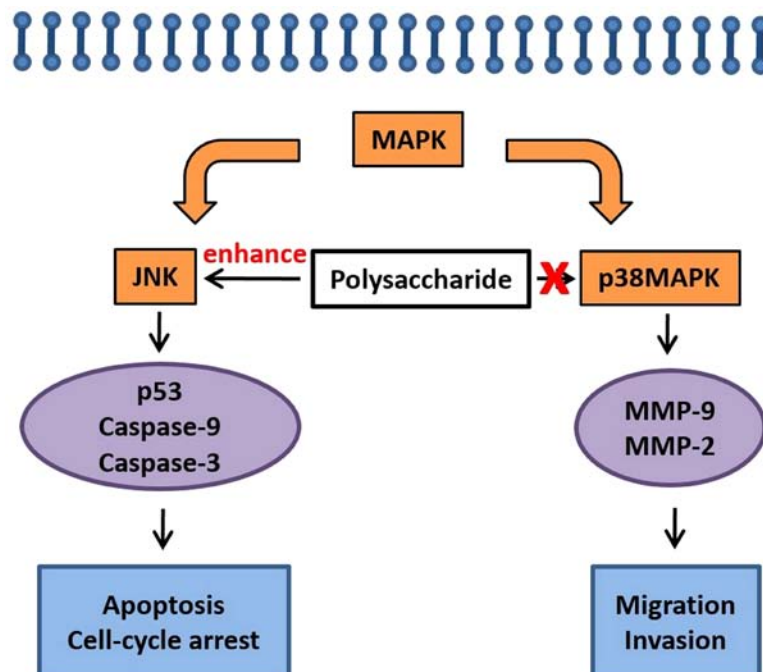 MAPK
enhance
JNK
Polysaccharide
X
p38MAPK
p53
Caspase-9
Caspase-3
MMP-9
MMP-2
Apoptosis
Cell-cycle arrest
Migration
Invasion